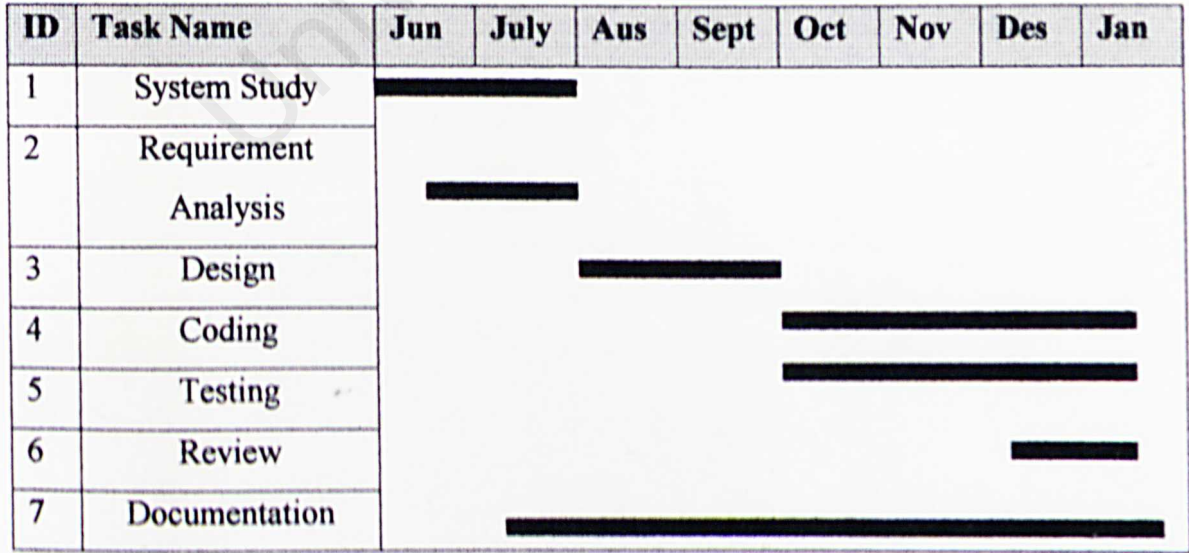 ID Task Name Jun July Aus Sept Oct Nov Des Jan
1 System Study
2 Requirement
Analysis
3 Design
4 Coding
5 Testing
6 Review
7 Documentation